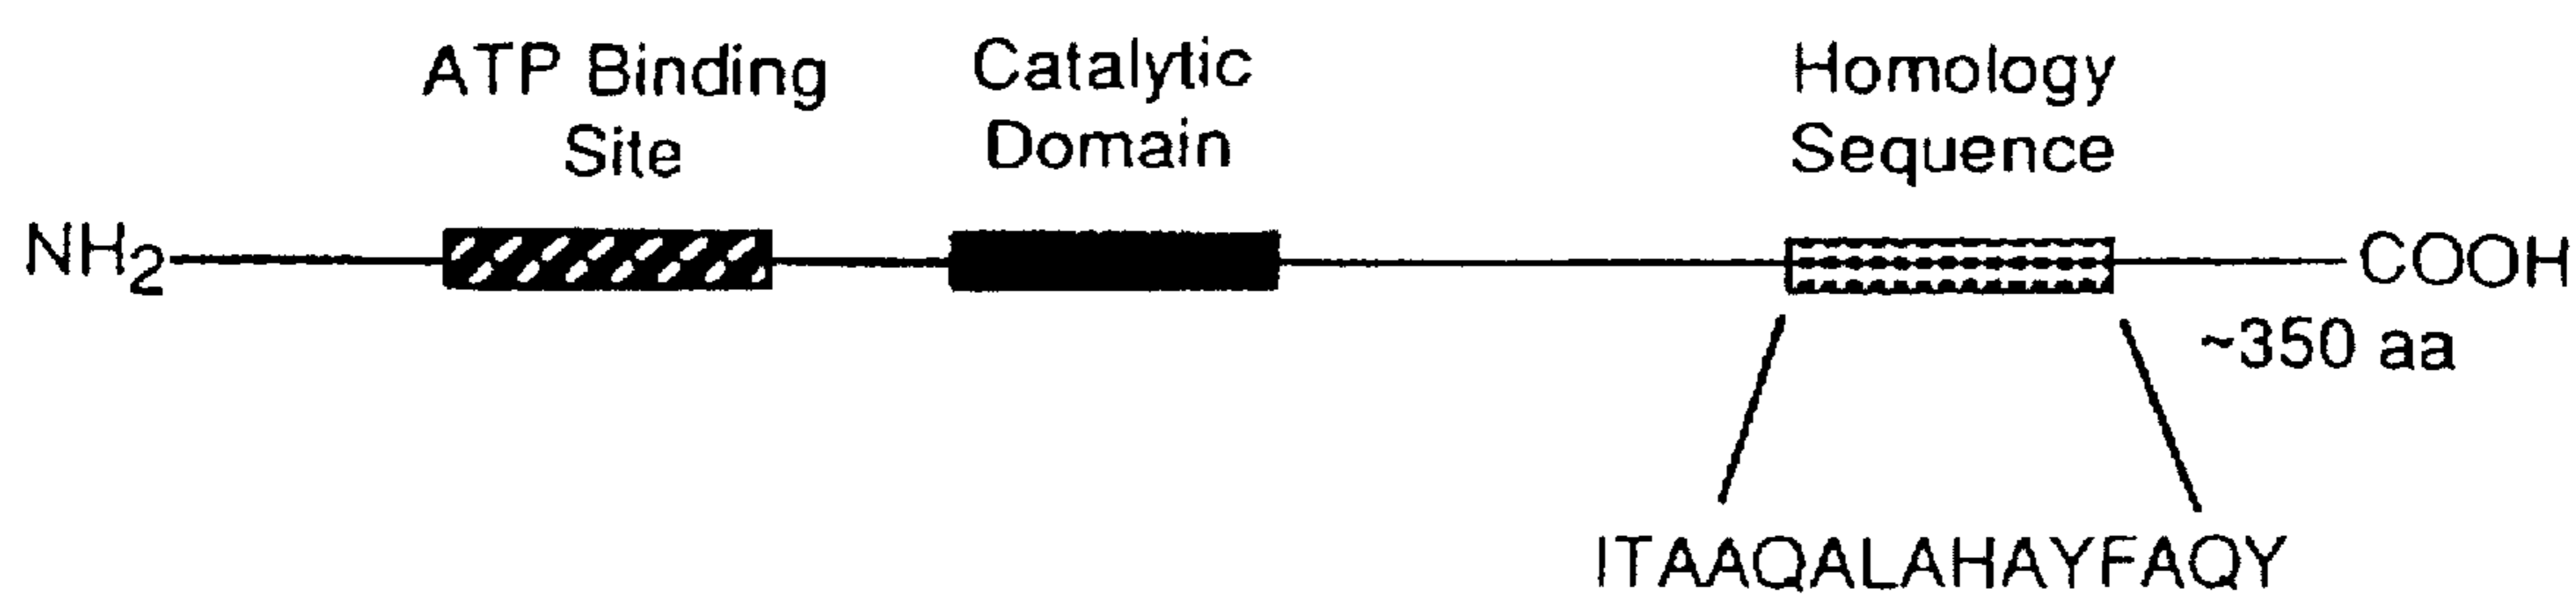 ATP Binding
Site
Catalytic
Domain
Homology
Sequence
NH2
COOH
~350 aa
ITAAQALAHAYFAQY